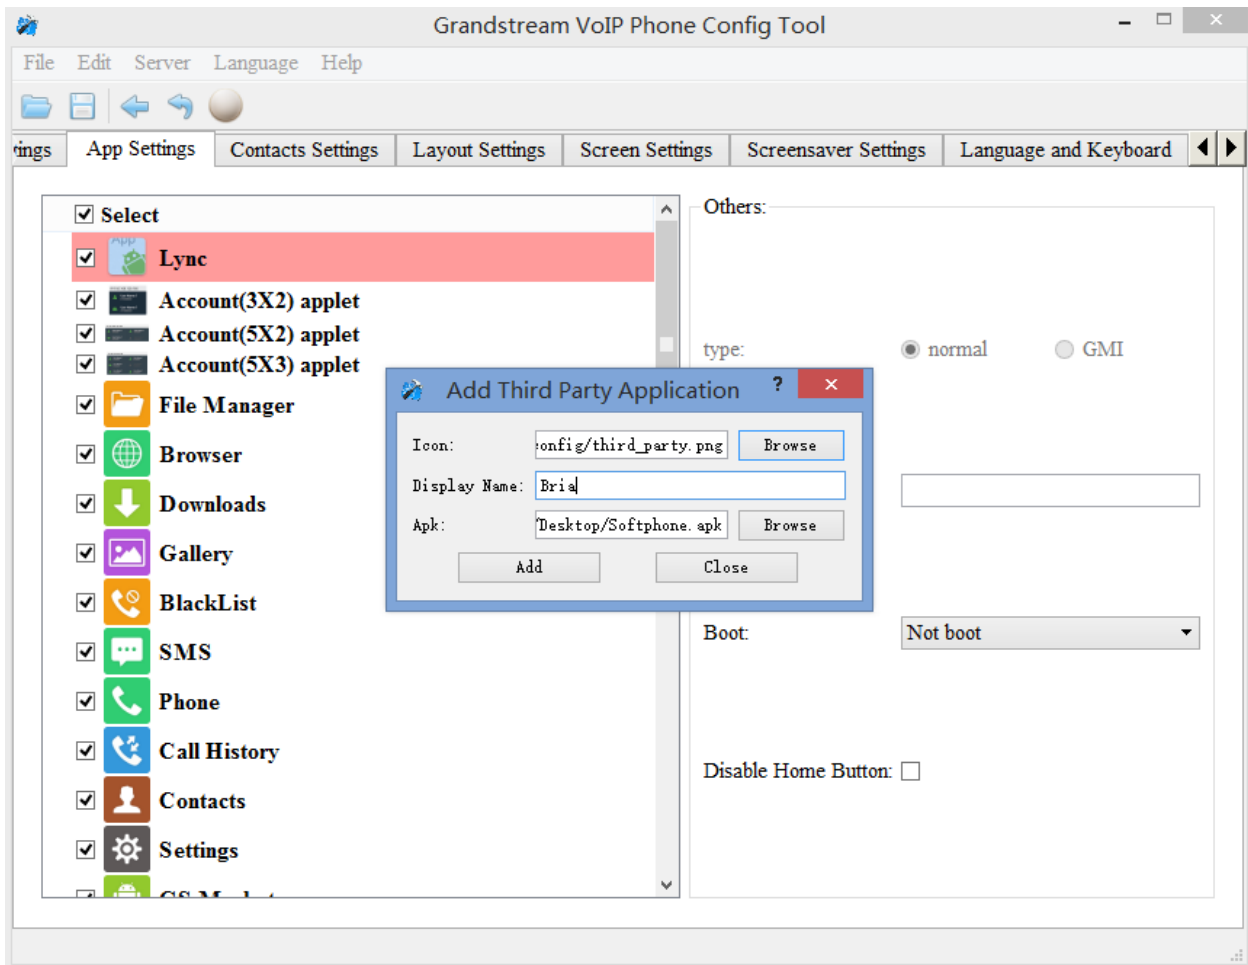 Grandstream VoIP Phone Config Tool
File Edit Server Language Help
App Settings Contacts Settings Layout Settings Screen Settings Screensaver Settings Language and Keyboard
Select
Lync
Account(3X2) applet
Account(5X2) applet
Account(5X3) applet
File Manager
Browser
Downloads
Gallery
BlackList
SMS
Phone
Call History
Contacts
Settings
Others:
type: normal GMI
Add Third Party Application ?
Icon: onfig/third_party.png Browse
Display Name: Bria
Apk: /Desktop/Softphone.apk Browse
Add Close
Boot: Not boot
Disable Home Button: